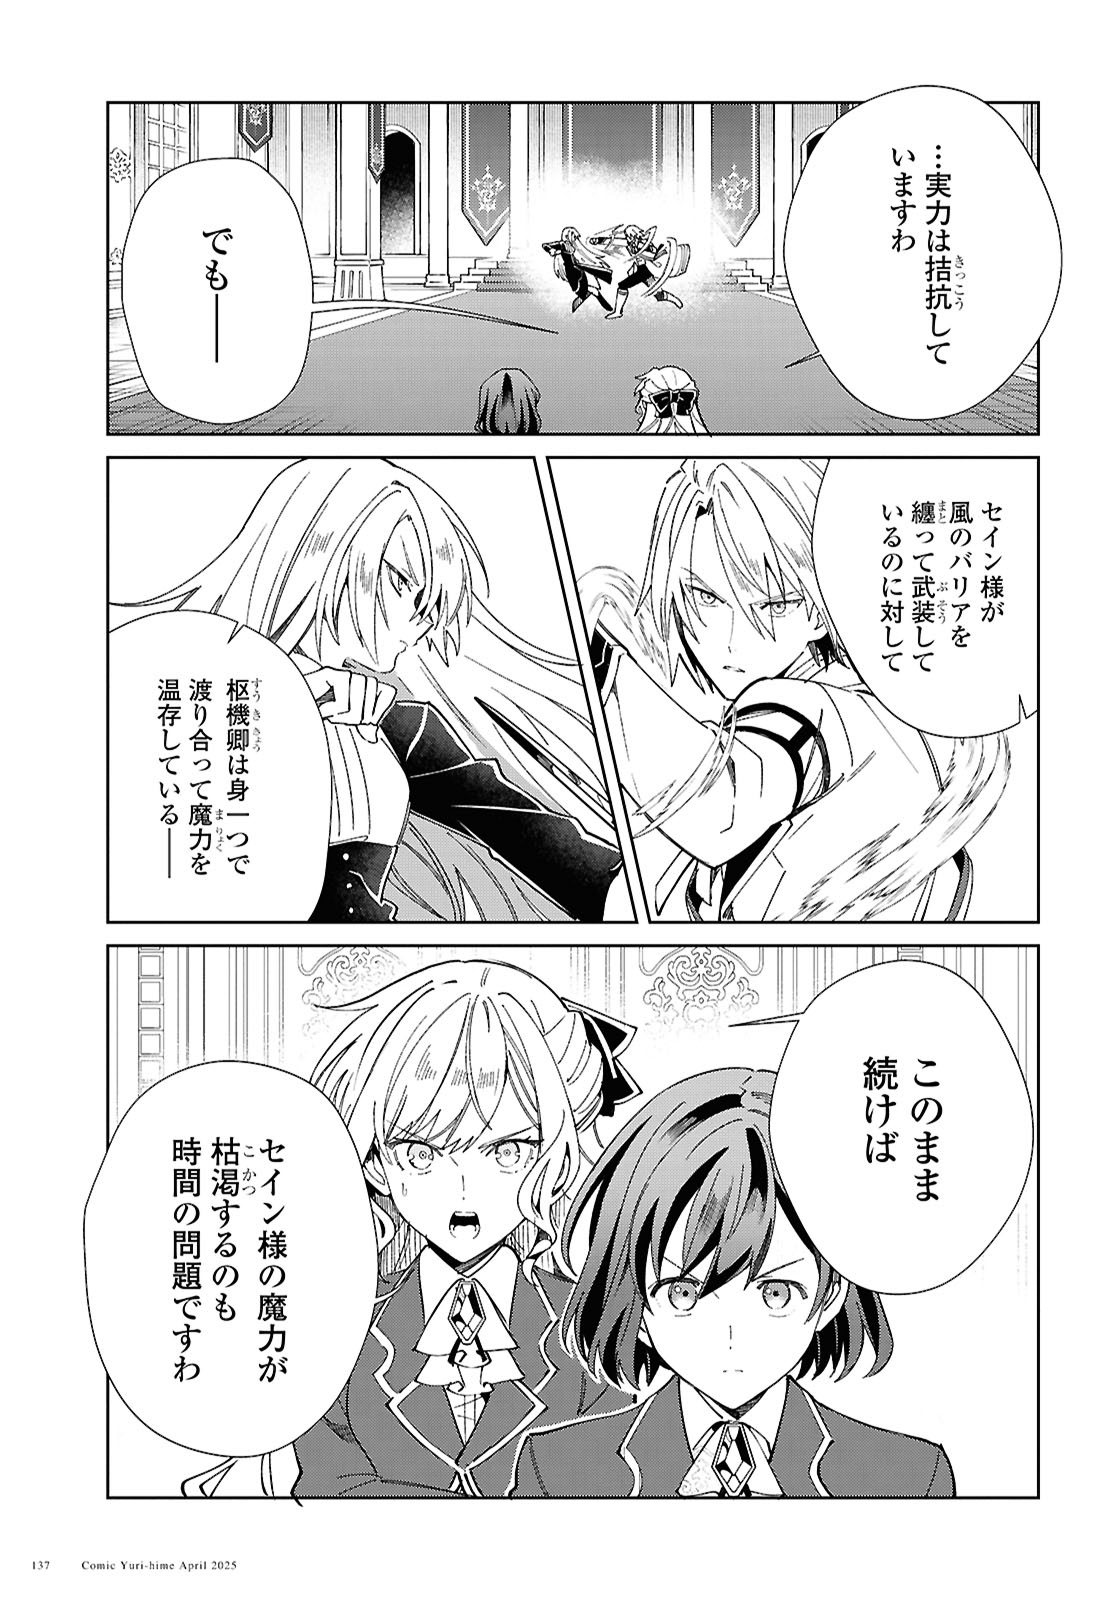 …実力は拮抗して
いますわ
でも――
セイン様が
風のバリアを
纏って武装して
いるのに対して
枢機卿は身一つで
渡り合って魔力を
温存している――
このまま
続けば
セイン様の魔力が
枯渇するのも
時間の問題ですわ
137 Comic Yuri-hime April 2025